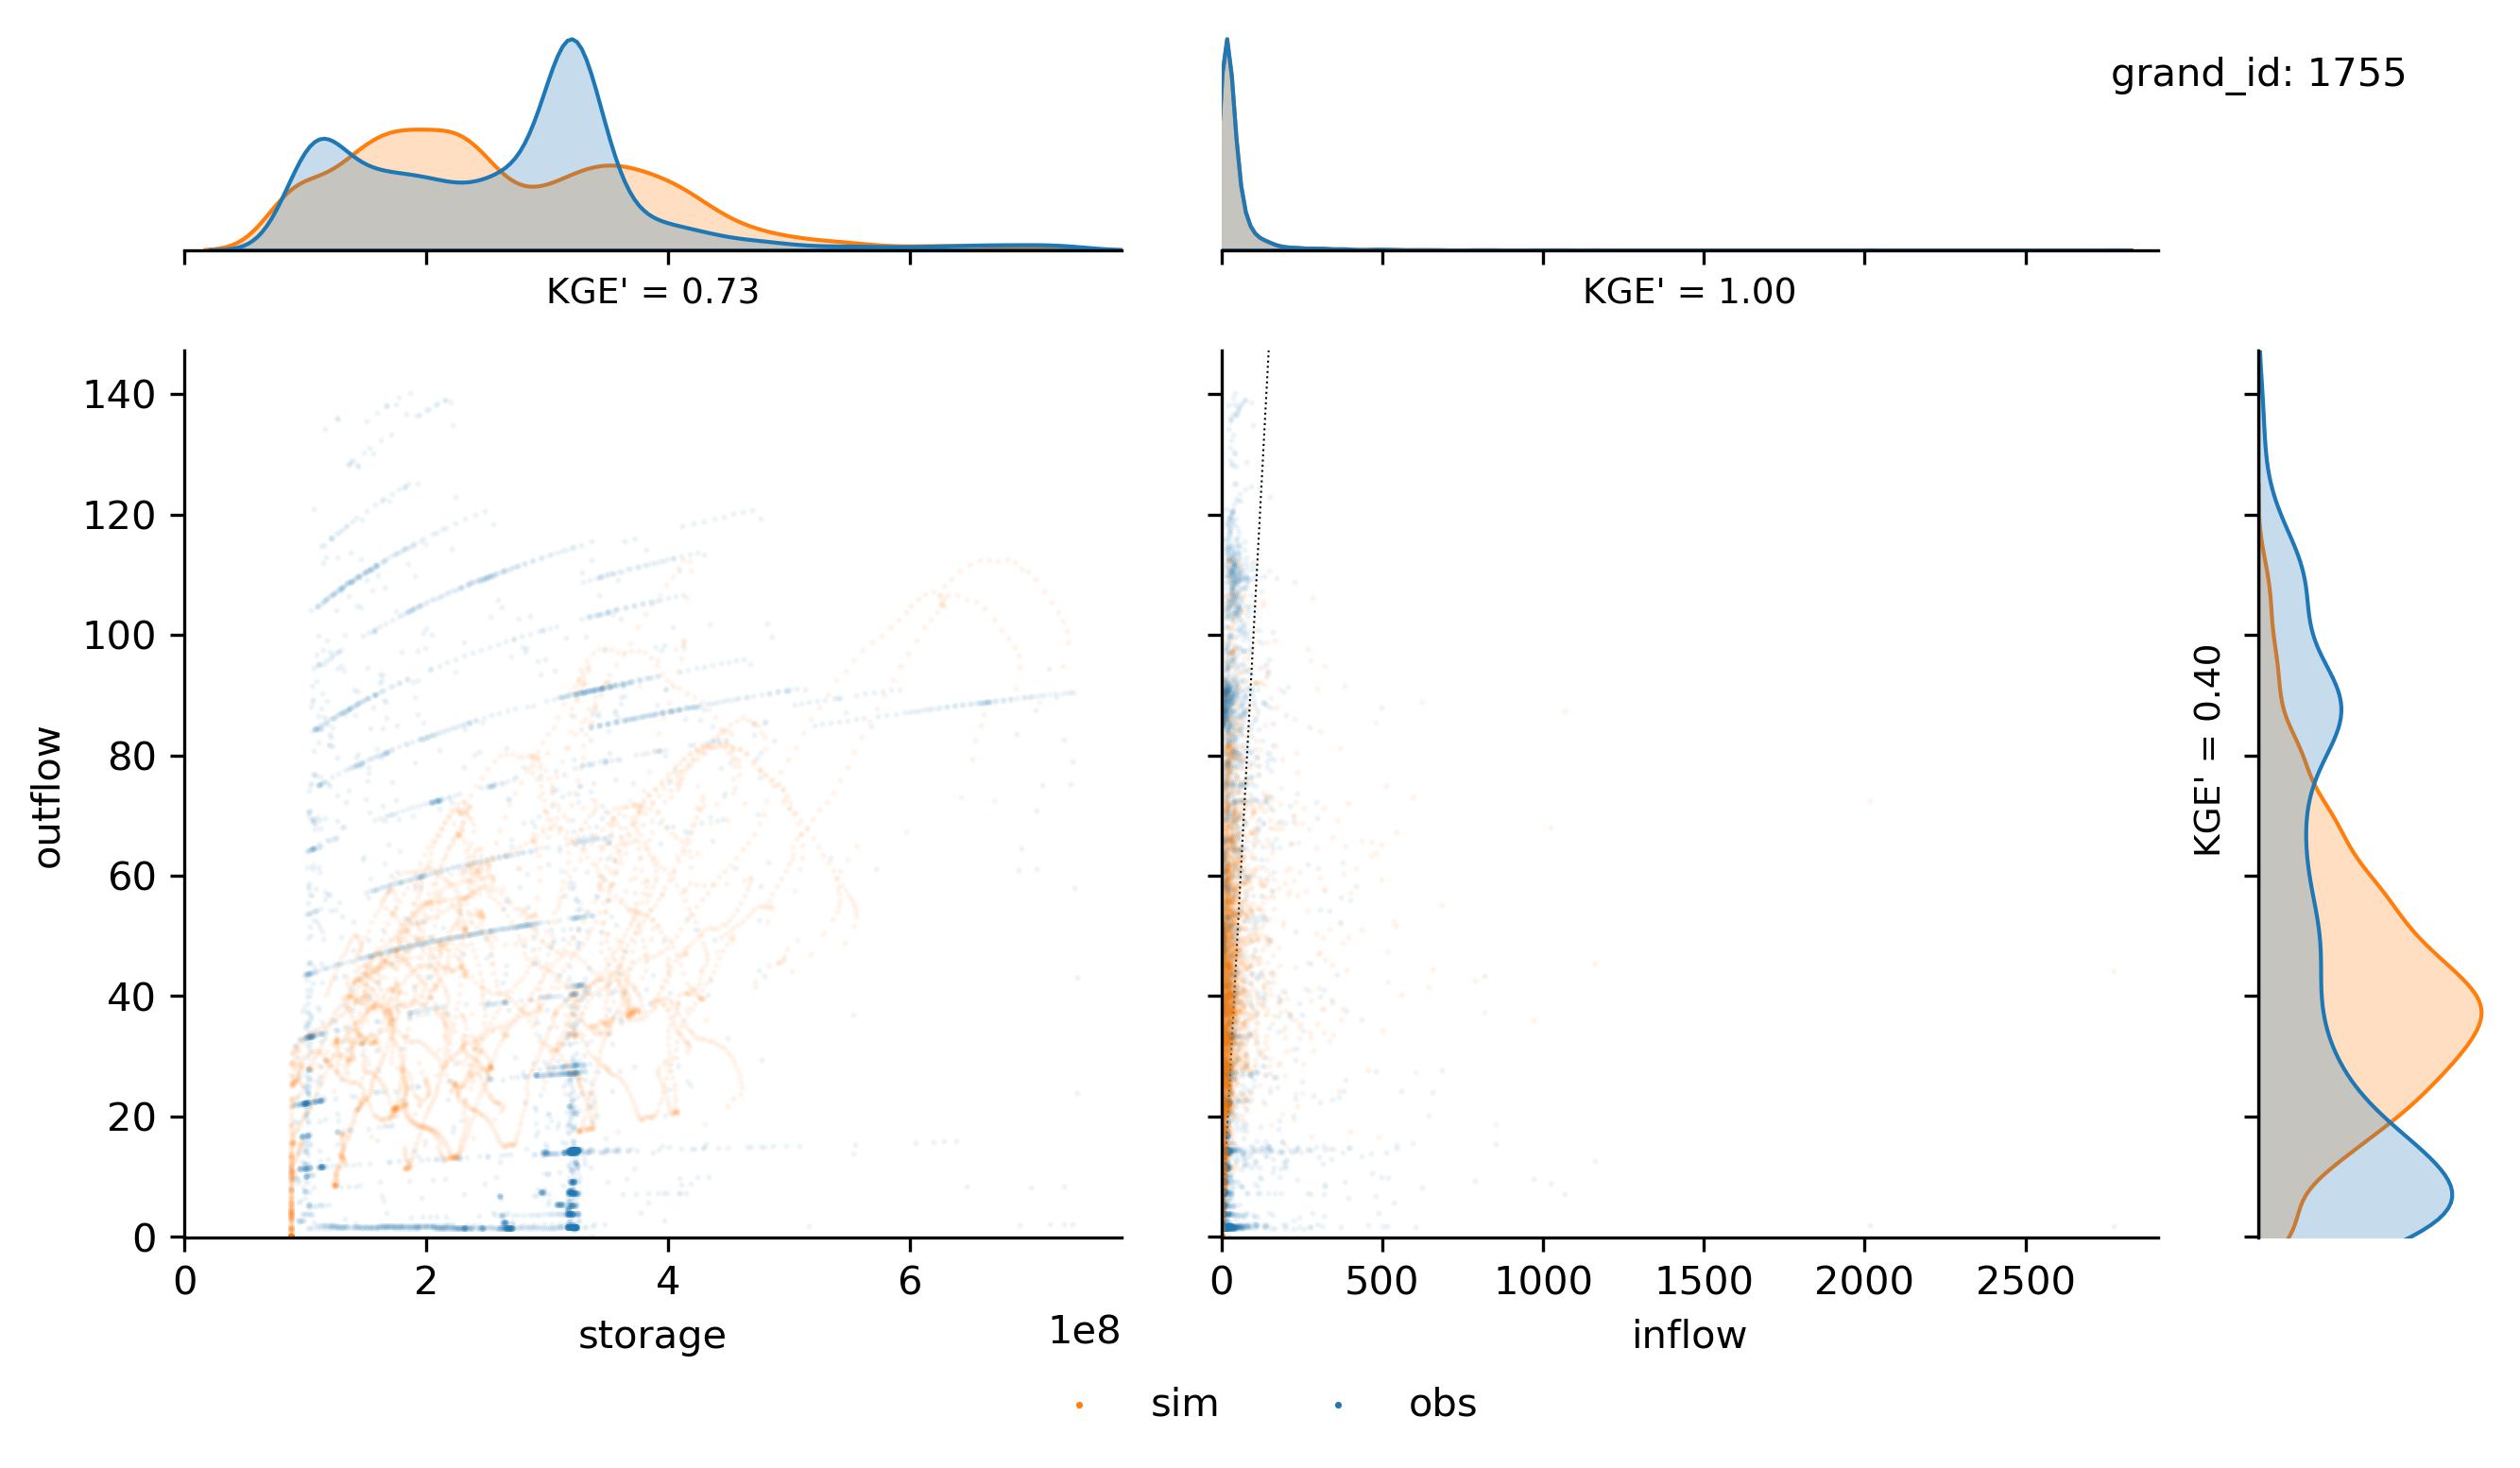 grand_id: 1755
KGE' = 0.73
KGE' = 1.00
outflow
140
120
100
80
60
40
20
0
KGE' = 0.40
0 2 4 6
0 500 1000 1500 2000 2500
storage
1e8
inflow
sim obs